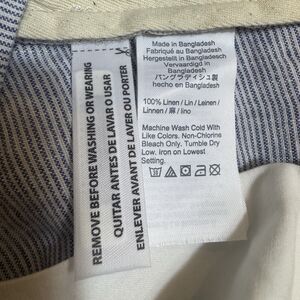 REMOVE BEFORE WASHING OR WEARING
QUITAR ANTES DE LAVAR O USAR
ENLEVER AVANT DE LAVER OU PORTER
Made in Bangladesh
Fabriqué au Bangladesh
Hergestellt in Bangladesch
Vervaardigd in
Bangladesh
バングラディシュ製
hecho en Bangladesh
100% Linen / Lin / Leinen /
Linnen / 麻 / lino
Machine Wash Cold With
Like Colors. Non-Chlorine
Bleach Only. Tumble Dry
Low. Iron on Lowest
Setting.